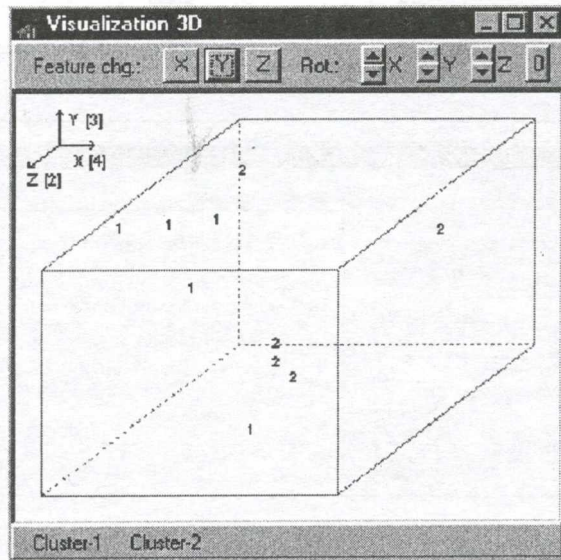 Visualization 3D
Feature chg.: X Y Z Rot.: X Y Z 0
Y [3]
X [4]
Z [2]
2
1 1 1 2
1
2
2
2
1
Cluster-1 Cluster-2